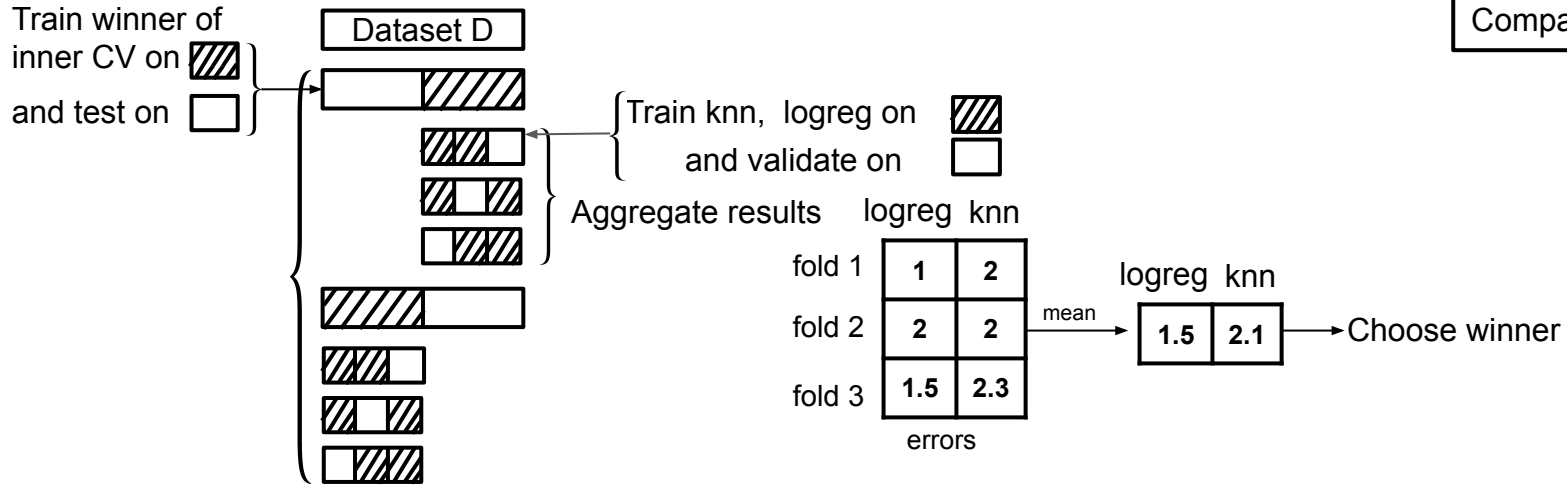 Train winner of
inner CV on
and test on
Dataset D
Compa
Train knn, logreg on
and validate on
Aggregate results
logreg knn
fold 1 1 2
fold 2 2 2
fold 3 1.5 2.3
errors
mean
logreg knn
1.5 2.1
Choose winner